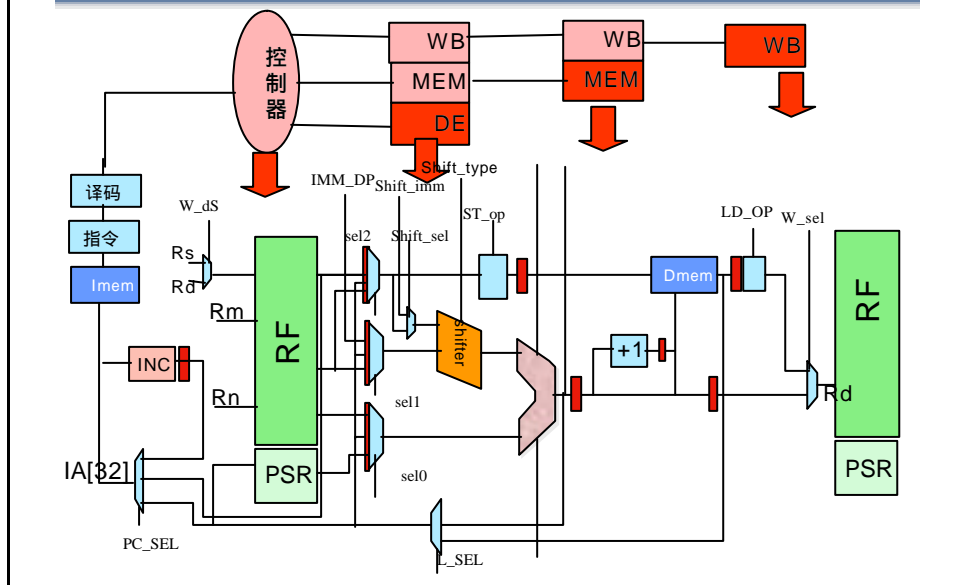 控制器
WB
WB
WB
MEM
MEM
DE
Shift_type
IMM_DP
Shift_imm
译码
W_dS
ST_op
LD_OP
W_sel
指令
sel2
Shift_sel
Rs
Imem
Rd
Dmem
RF
RF
Rm
shifter
+1
INC
Rn
sel1
Rd
IA[32]
PSR
sel0
PSR
PC_SEL
L_SEL